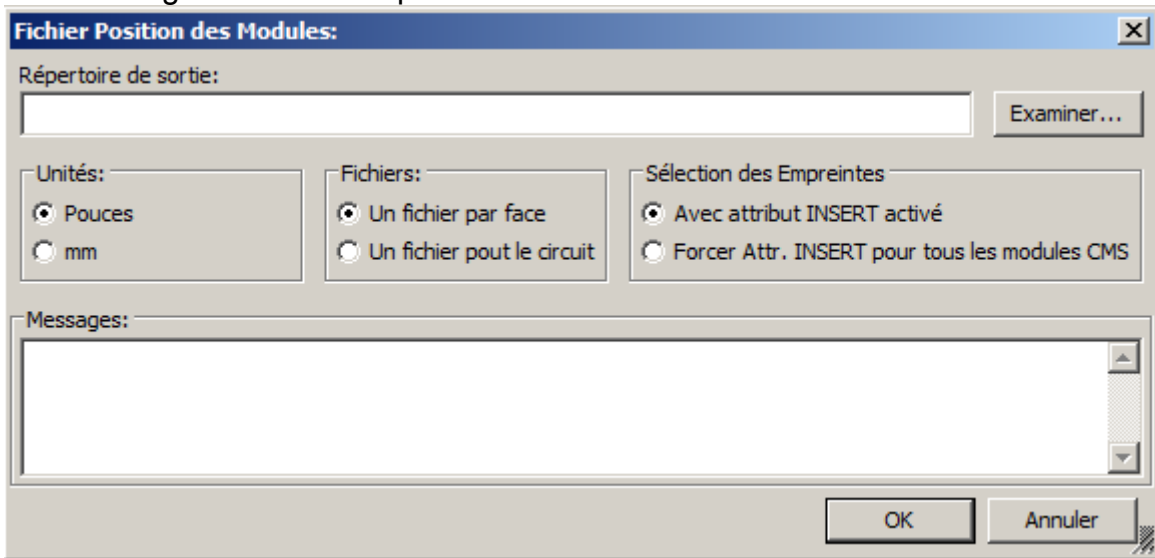 Fichier Position des Modules:
Répertoire de sortie:
Examiner...
Unités:
Pouces
mm
Fichiers:
Un fichier par face
Un fichier pout le circuit
Sélection des Empreintes
Avec attribut INSERT activé
Forcer Attr. INSERT pour tous les modules CMS
Messages:
OK
Annuler